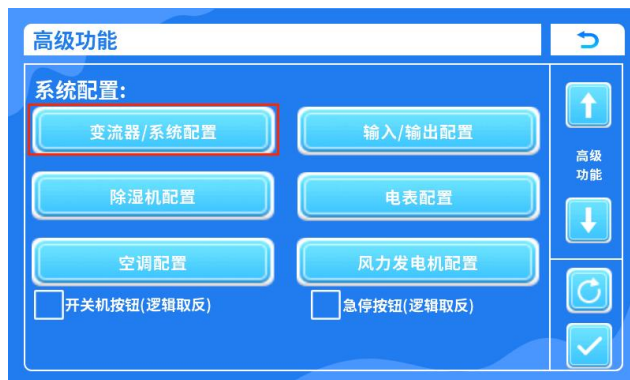 高级功能
系统配置:
变流器/系统配置
输入/输出配置
除湿机配置
电表配置
空调配置
风力发电机配置
开关机按钮(逻辑取反)
急停按钮(逻辑取反)
高级
功能